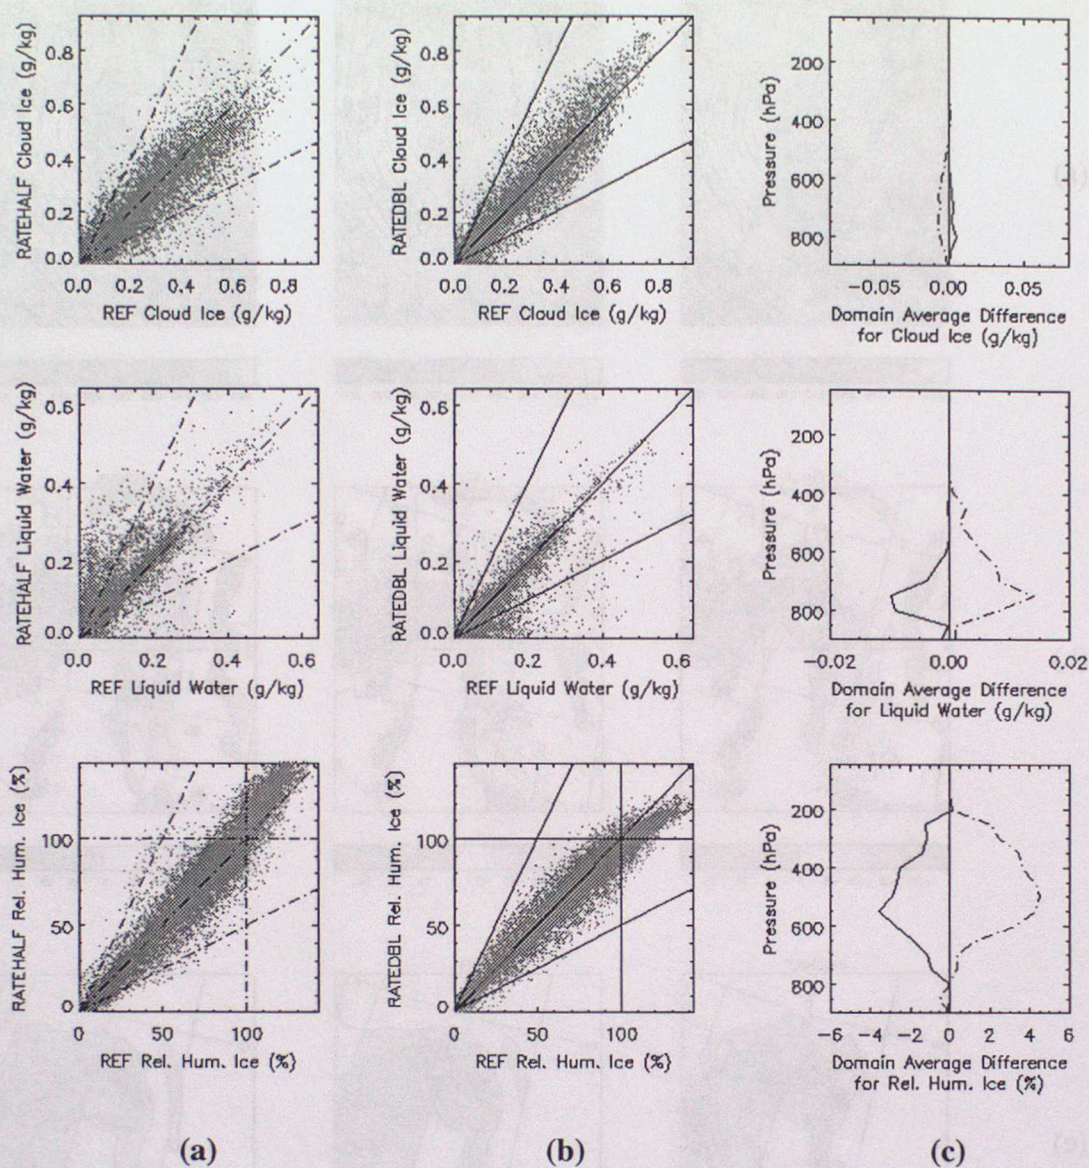 RATEHALF Cloud Ice (g/kg)
0.8
0.6
0.4
0.2
0.0
0.0 0.2 0.4 0.6 0.8
REF Cloud Ice (g/kg)
RATEDBL Cloud Ice (g/kg)
0.8
0.6
0.4
0.2
0.0
0.0 0.2 0.4 0.6 0.8
REF Cloud Ice (g/kg)
Pressure (hPa)
200
400
600
800
−0.05 0.00 0.05
Domain Average Difference
for Cloud Ice (g/kg)
RATEHALF Liquid Water (g/kg)
0.6
0.4
0.2
0.0
0.0 0.2 0.4 0.6
REF Liquid Water (g/kg)
RATEDBL Liquid Water (g/kg)
0.6
0.4
0.2
0.0
0.0 0.2 0.4 0.6
REF Liquid Water (g/kg)
Pressure (hPa)
200
400
600
800
−0.02 0.00 0.02
Domain Average Difference
for Liquid Water (g/kg)
RATEHALF Rel. Hum. Ice (%)
100
50
0
0 50 100
REF Rel. Hum. Ice (%)
RATEDBL Rel. Hum. Ice (%)
100
50
0
0 50 100
REF Rel. Hum. Ice (%)
Pressure (hPa)
200
400
600
800
−6 −4 −2 0 2 4 6
Domain Average Difference
for Rel. Hum. Ice (%)
(a) (b) (c)